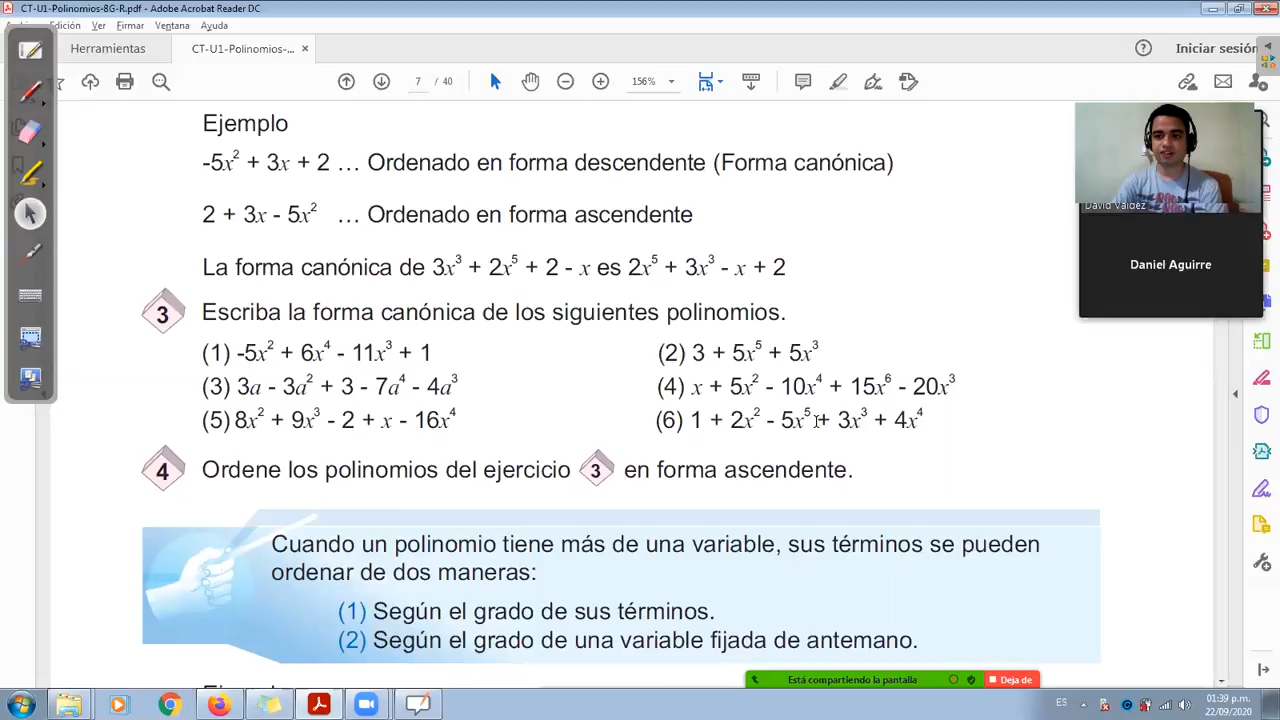 CT-U1-Polinomios-8G-R.pdf - Adobe Acrobat Reader DC
Edición Ver Firmar Ventana Ayuda
Herramientas CT-U1-Polinomios-... × Iniciar sesión
7 / 40 156%
Ejemplo
-5x² + 3x + 2 … Ordenado en forma descendente (Forma canónica)
2 + 3x - 5x² … Ordenado en forma ascendente
La forma canónica de 3x³ + 2x⁵ + 2 - x es 2x⁵ + 3x³ - x + 2
3 Escriba la forma canónica de los siguientes polinomios.
(1) -5x² + 6x⁴ - 11x³ + 1 (2) 3 + 5x⁵ + 5x³
(3) 3a - 3a² + 3 - 7a⁴ - 4a³ (4) x + 5x² - 10x⁴ + 15x⁶ - 20x³
(5) 8x² + 9x³ - 2 + x - 16x⁴ (6) 1 + 2x² - 5x⁵ + 3x³ + 4x⁴
4 Ordene los polinomios del ejercicio 3 en forma ascendente.
Cuando un polinomio tiene más de una variable, sus términos se pueden
ordenar de dos maneras:
(1) Según el grado de sus términos.
(2) Según el grado de una variable fijada de antemano.
David Valdez
Daniel Aguirre
Está compartiendo la pantalla Deja de
ES 01:39 p.m.
22/09/2020